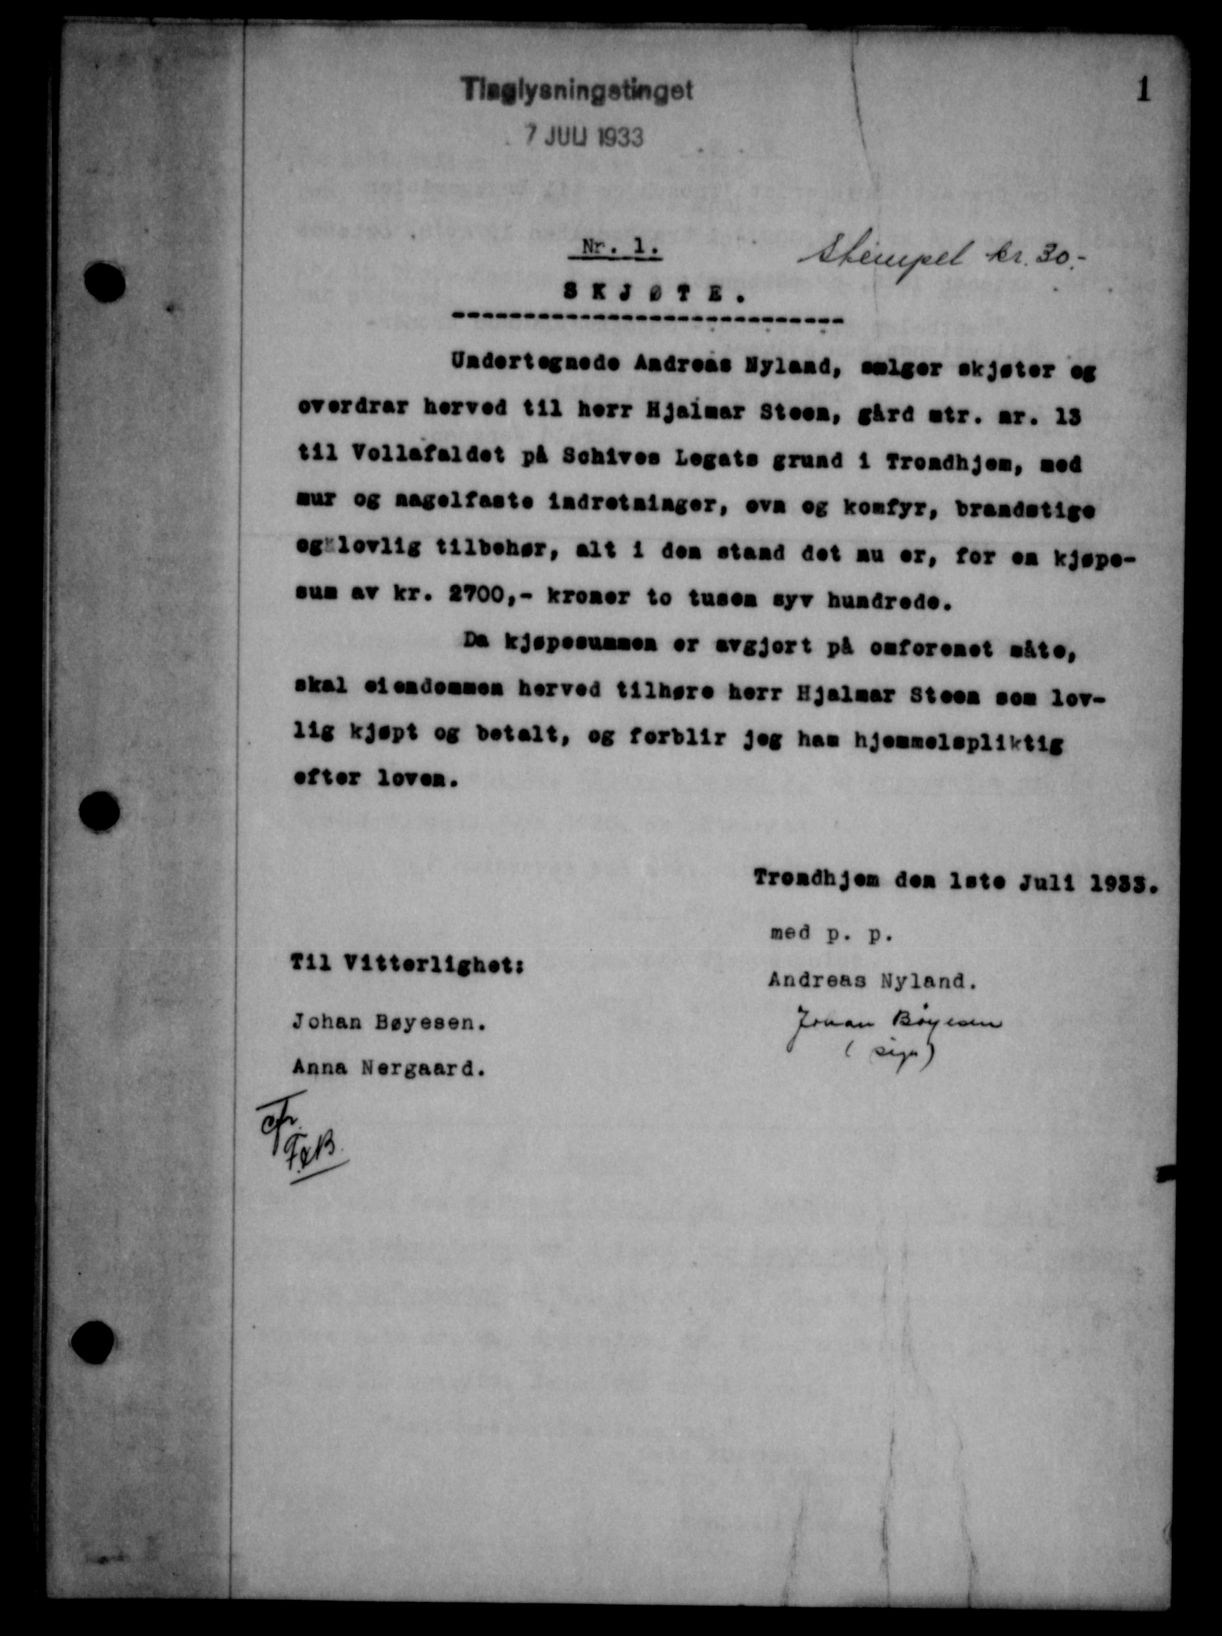 Tinglysningstinget
1
7 JULI 1933
Nr. 1.
Stempel kr. 30.-
SKJØTE.
Undertegnede Andreas Nyland, sælger skjøter og
overdrar herved til herr Hjalmar Steen, gård mtr. nr. 13
til Vollafaldet på Schives Legats grund i Trondhjem, med
mur og nagelfaste indretninger, ovn og komfyr, brandstige
og lovlig tilbehør, alt i den stand det nu er, for en kjøpe-
sum av kr. 2700,- kroner to tusen syv hundrede.
Da kjøpesummen er avgjort på omforenet måte,
skal eiendommen herved tilhøre herr Hjalmar Steen som lov-
lig kjøpt og betalt, og forblir jeg ham hjemmelspliktig
efter loven.
Trondhjem den 1ste Juli 1933.
med p. p.
Til Vitterlighet:
Andreas Nyland.
Johan Bøyesen.
Johan Bøyesen
(sign)
Anna Nergaard.